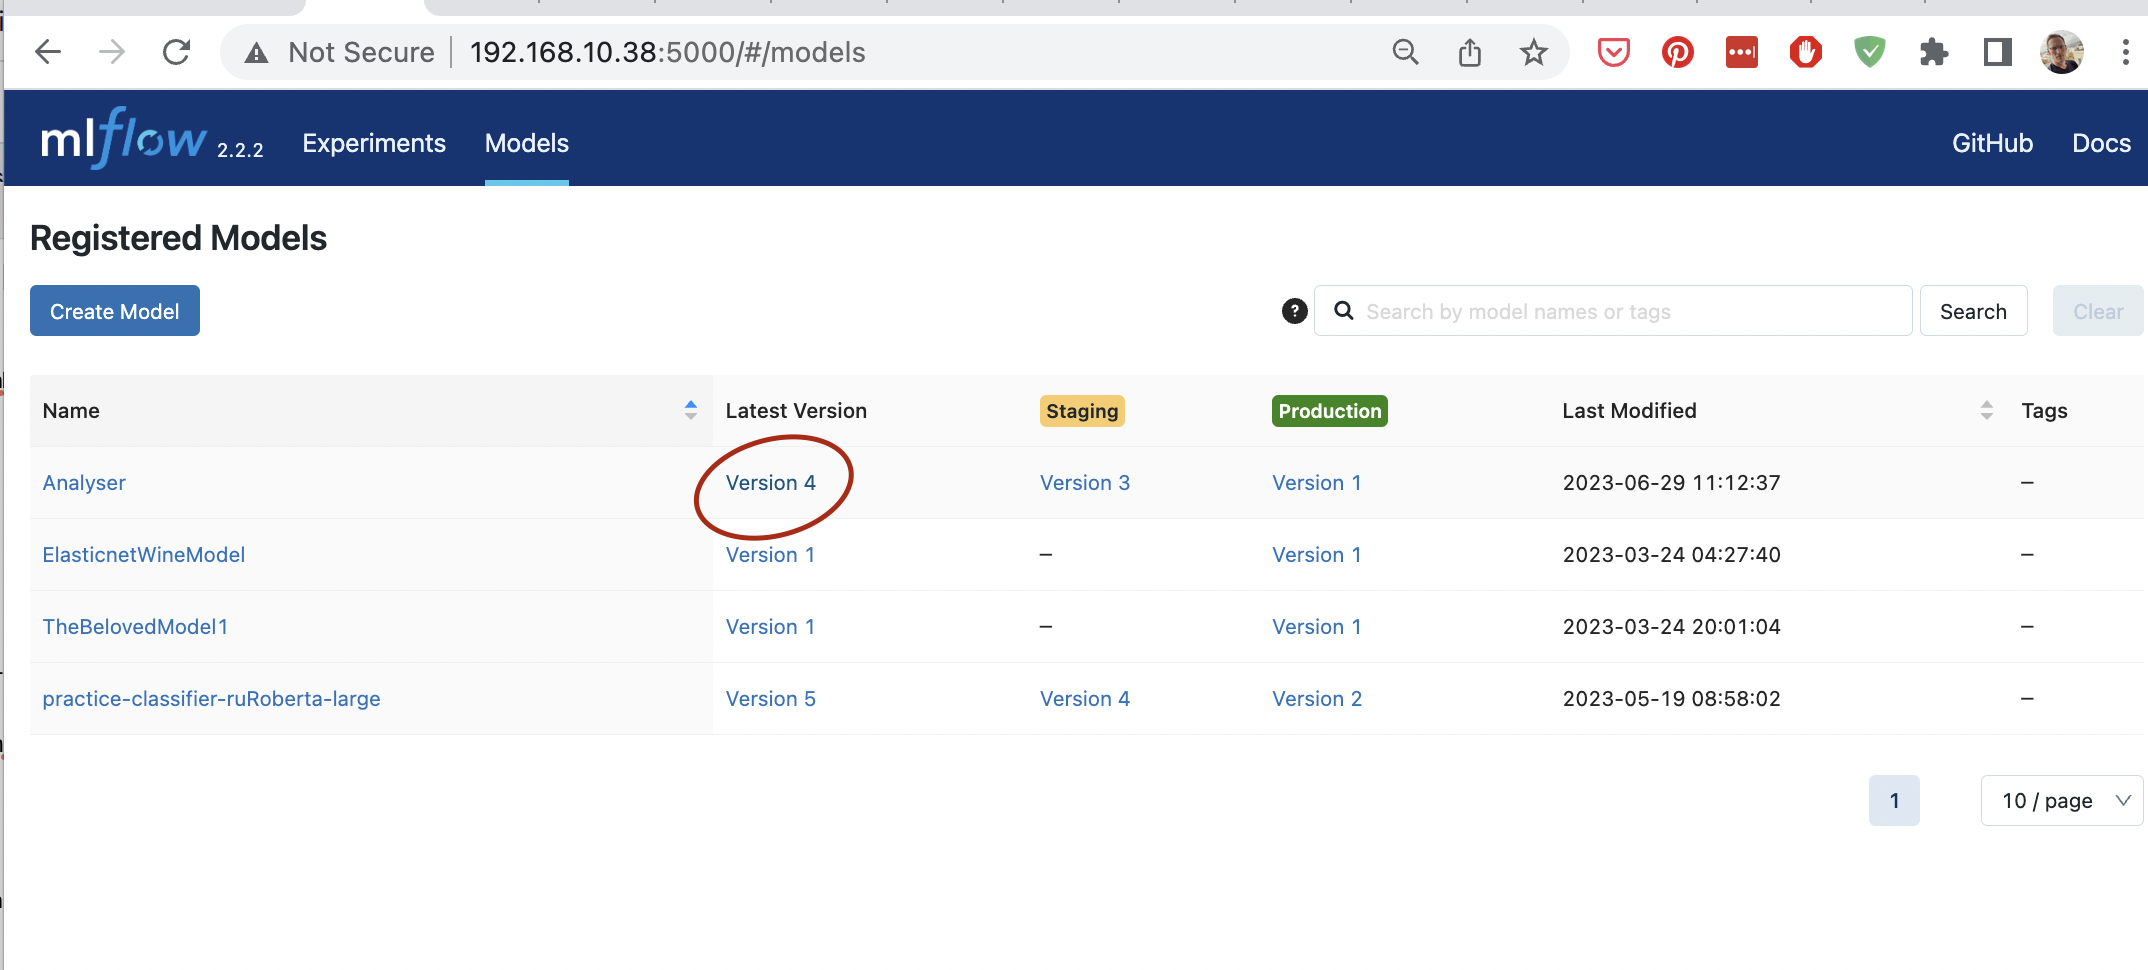 Not Secure 192.168.10.38:5000/#/models
mlflow 2.2.2 Experiments Models GitHub Docs
Registered Models
Create Model ? Search by model names or tags Search Clear
Name Latest Version Staging Production Last Modified Tags
Analyser Version 4 Version 3 Version 1 2023-06-29 11:12:37 –
ElasticnetWineModel Version 1 – Version 1 2023-03-24 04:27:40 –
TheBelovedModel1 Version 1 – Version 1 2023-03-24 20:01:04 –
practice-classifier-ruRoberta-large Version 5 Version 4 Version 2 2023-05-19 08:58:02 –
1 10 / page